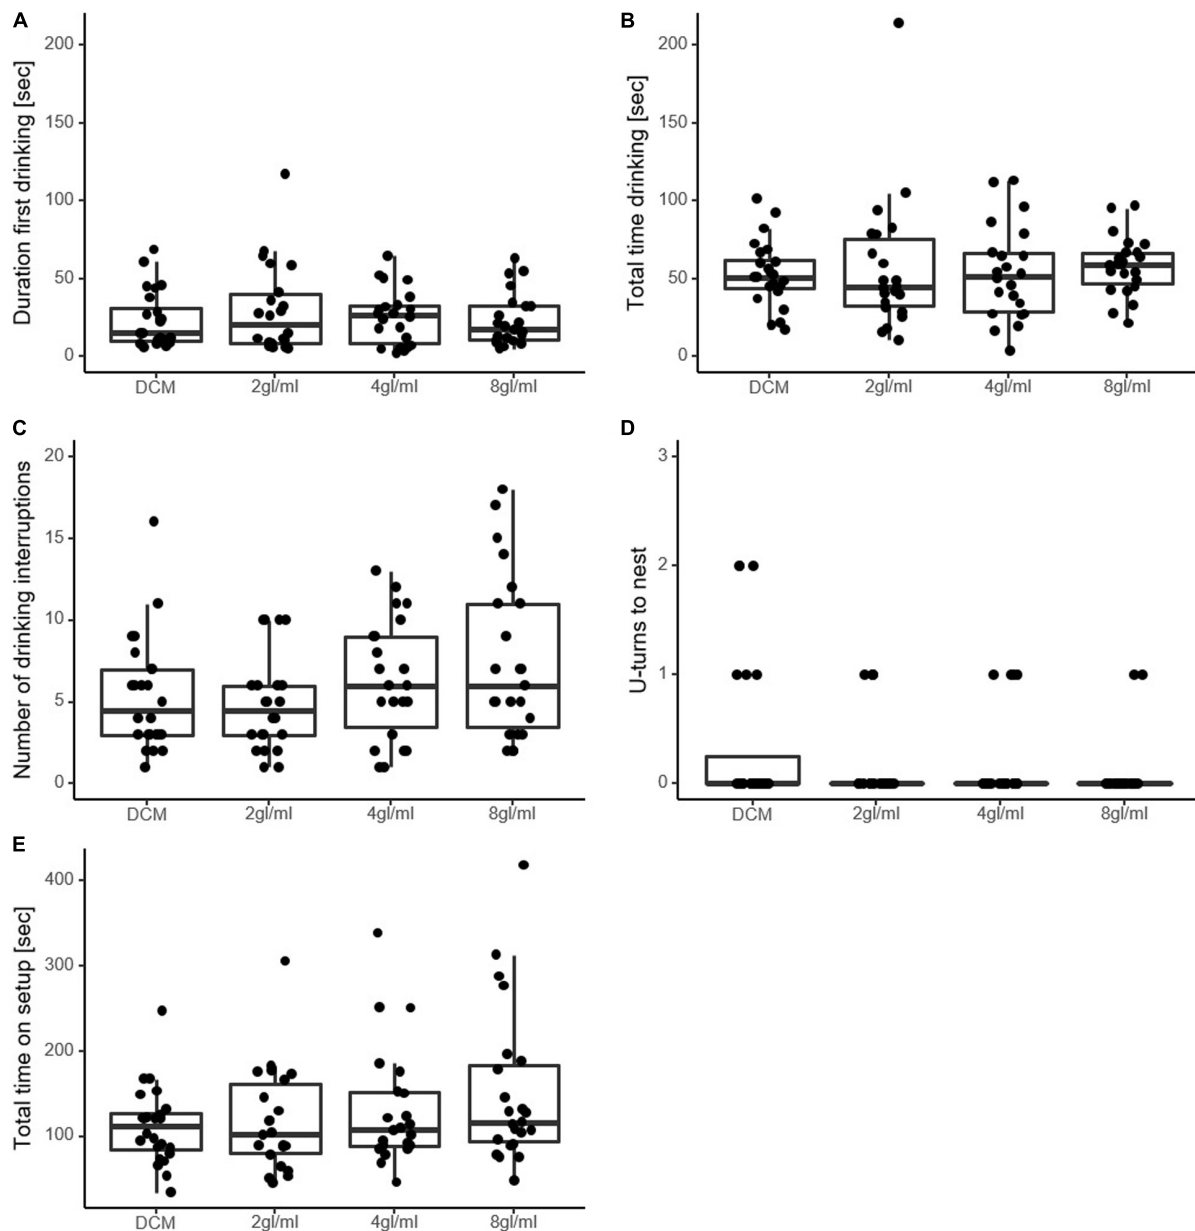 A
Duration first drinking [sec]
200
150
100
50
0
DCM 2gl/ml 4gl/ml 8gl/ml
B
Total time drinking [sec]
200
150
100
50
0
DCM 2gl/ml 4gl/ml 8gl/ml
C
Number of drinking interruptions
20
15
10
5
0
DCM 2gl/ml 4gl/ml 8gl/ml
D
U-turns to nest
3
2
1
0
DCM 2gl/ml 4gl/ml 8gl/ml
E
Total time on setup [sec]
400
300
200
100
DCM 2gl/ml 4gl/ml 8gl/ml